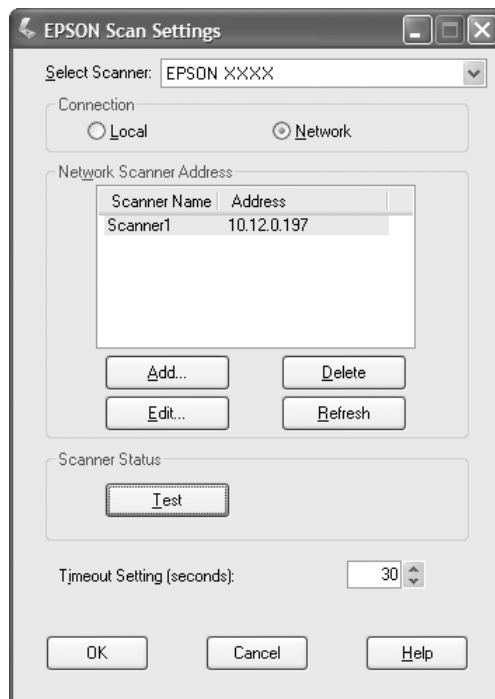 EPSON Scan Settings
Select Scanner: EPSON XXXX
Connection
Local Network
Network Scanner Address
Scanner Name Address
Scanner1 10.12.0.197
Add... Delete
Edit... Refresh
Scanner Status
Test
Timeout Setting (seconds): 30
OK Cancel Help